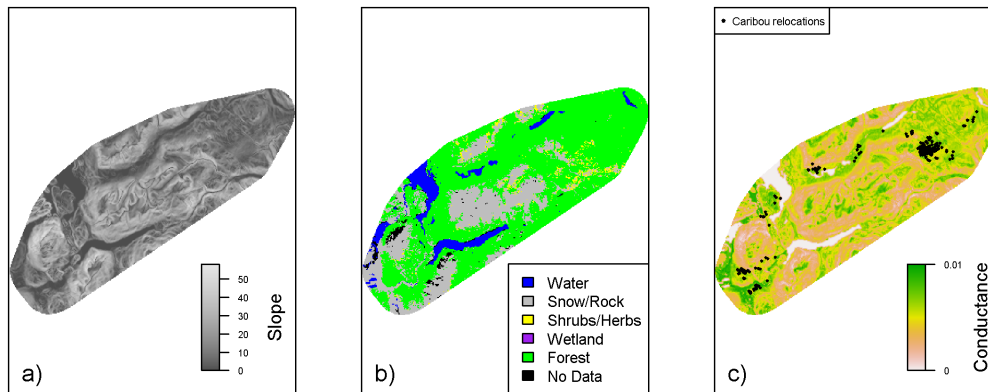 a)
50
40
30
20
10
0
Slope
b)
Water
Snow/Rock
Shrubs/Herbs
Wetland
Forest
No Data
Caribou relocations
c)
0.01
0
Conductance